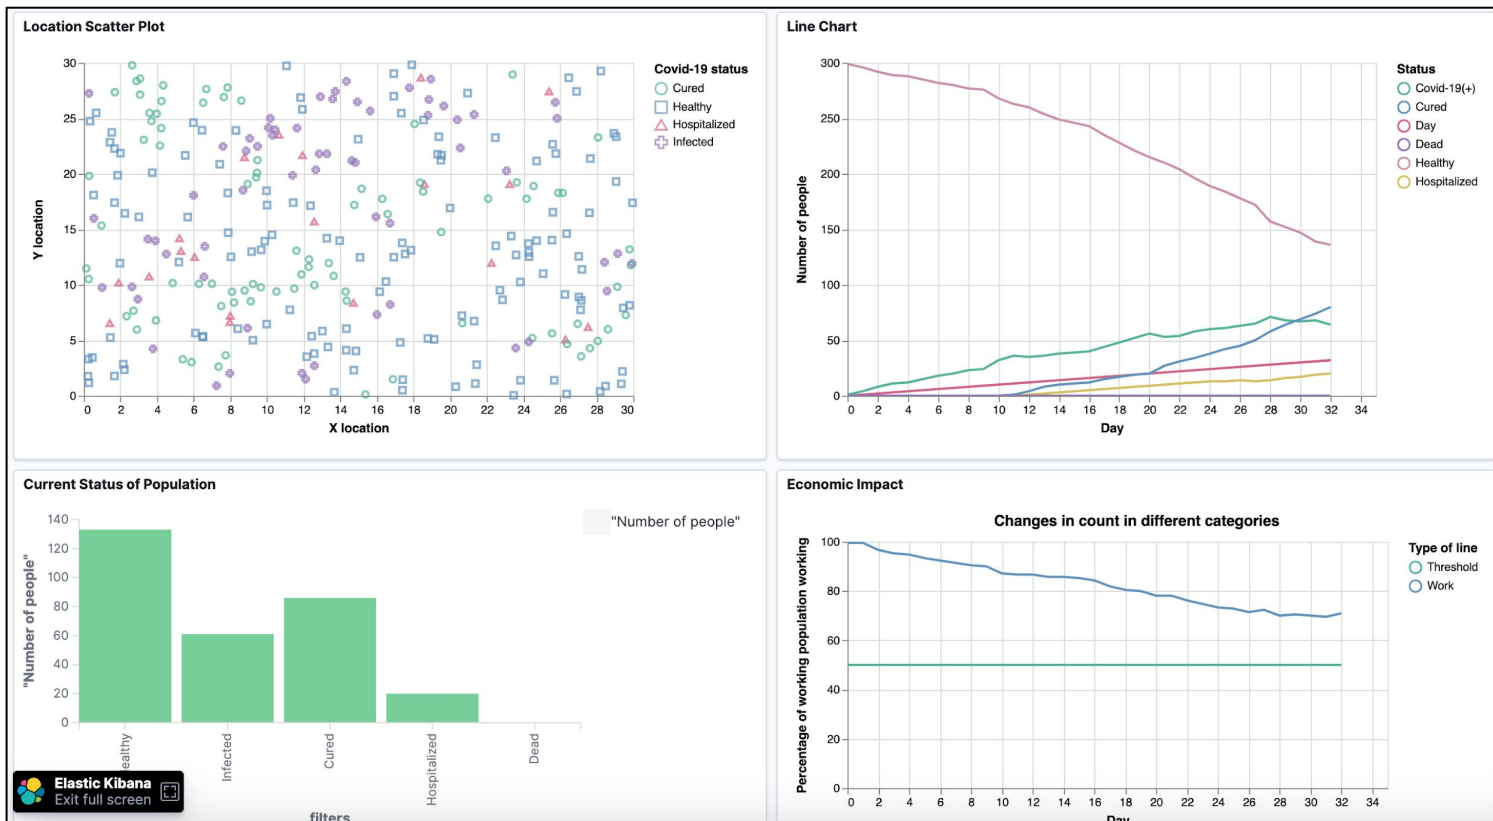 Location Scatter Plot
30
25
20
15
10
5
0
Y location
0 2 4 6 8 10 12 14 16 18 20 22 24 26 28 30
X location
Covid-19 status
Cured
Healthy
Hospitalized
Infected
Line Chart
300
250
200
150
100
50
0
Number of people
0 2 4 6 8 10 12 14 16 18 20 22 24 26 28 30 32 34
Day
Status
Covid-19(+)
Cured
Day
Dead
Healthy
Hospitalized
Current Status of Population
140
120
100
80
60
40
20
0
"Number of people"
ealthy
Infected
Cured
Hospitalized
Dead
filters
"Number of people"
Elastic Kibana
Exit full screen
Economic Impact
Changes in count in different categories
100
80
60
40
20
0
Percentage of working population working
0 2 4 6 8 10 12 14 16 18 20 22 24 26 28 30 32 34
Day
Type of line
Threshold
Work